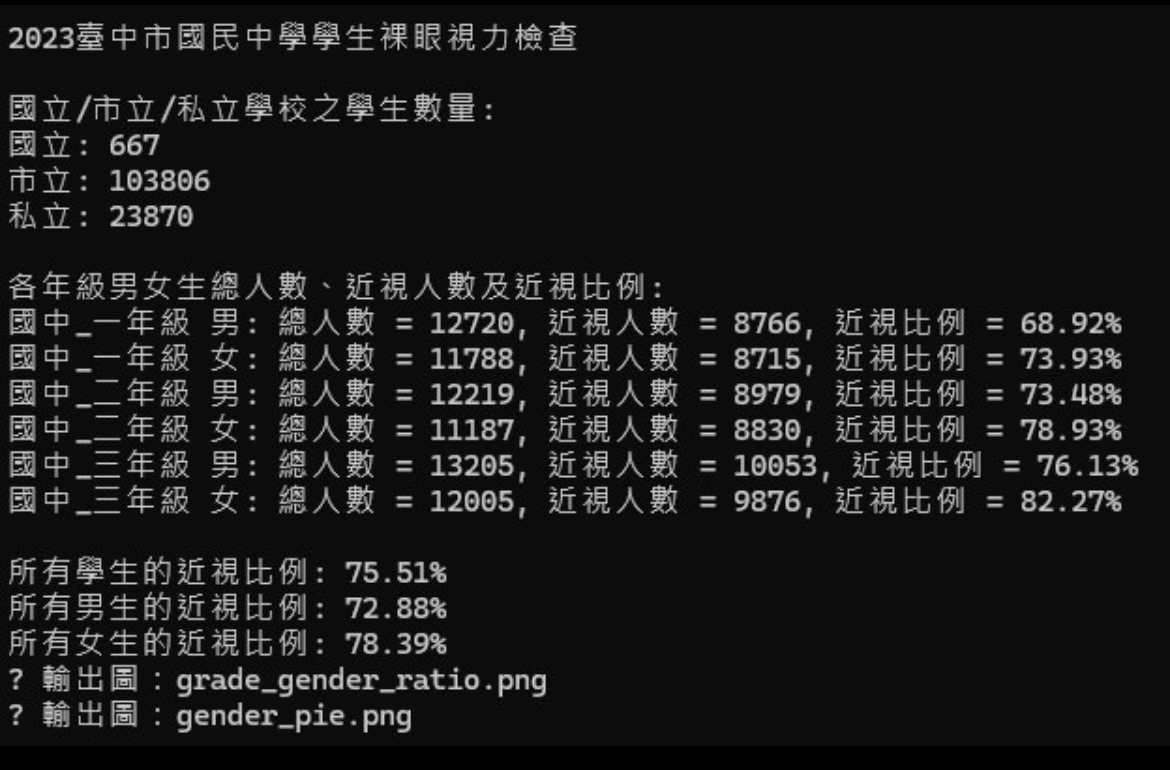 2023臺中市國民中學學生裸眼視力檢查
國立/市立/私立學校之學生數量:
國立: 667
市立: 103806
私立: 23870
各年級男女生總人數、近視人數及近視比例:
國中_一年級 男: 總人數 = 12720, 近視人數 = 8766, 近視比例 = 68.92%
國中_一年級 女: 總人數 = 11788, 近視人數 = 8715, 近視比例 = 73.93%
國中_二年級 男: 總人數 = 12219, 近視人數 = 8979, 近視比例 = 73.48%
國中_二年級 女: 總人數 = 11187, 近視人數 = 8830, 近視比例 = 78.93%
國中_三年級 男: 總人數 = 13205, 近視人數 = 10053, 近視比例 = 76.13%
國中_三年級 女: 總人數 = 12005, 近視人數 = 9876, 近視比例 = 82.27%
所有學生的近視比例: 75.51%
所有男生的近視比例: 72.88%
所有女生的近視比例: 78.39%
? 輸出圖：grade_gender_ratio.png
? 輸出圖：gender_pie.png